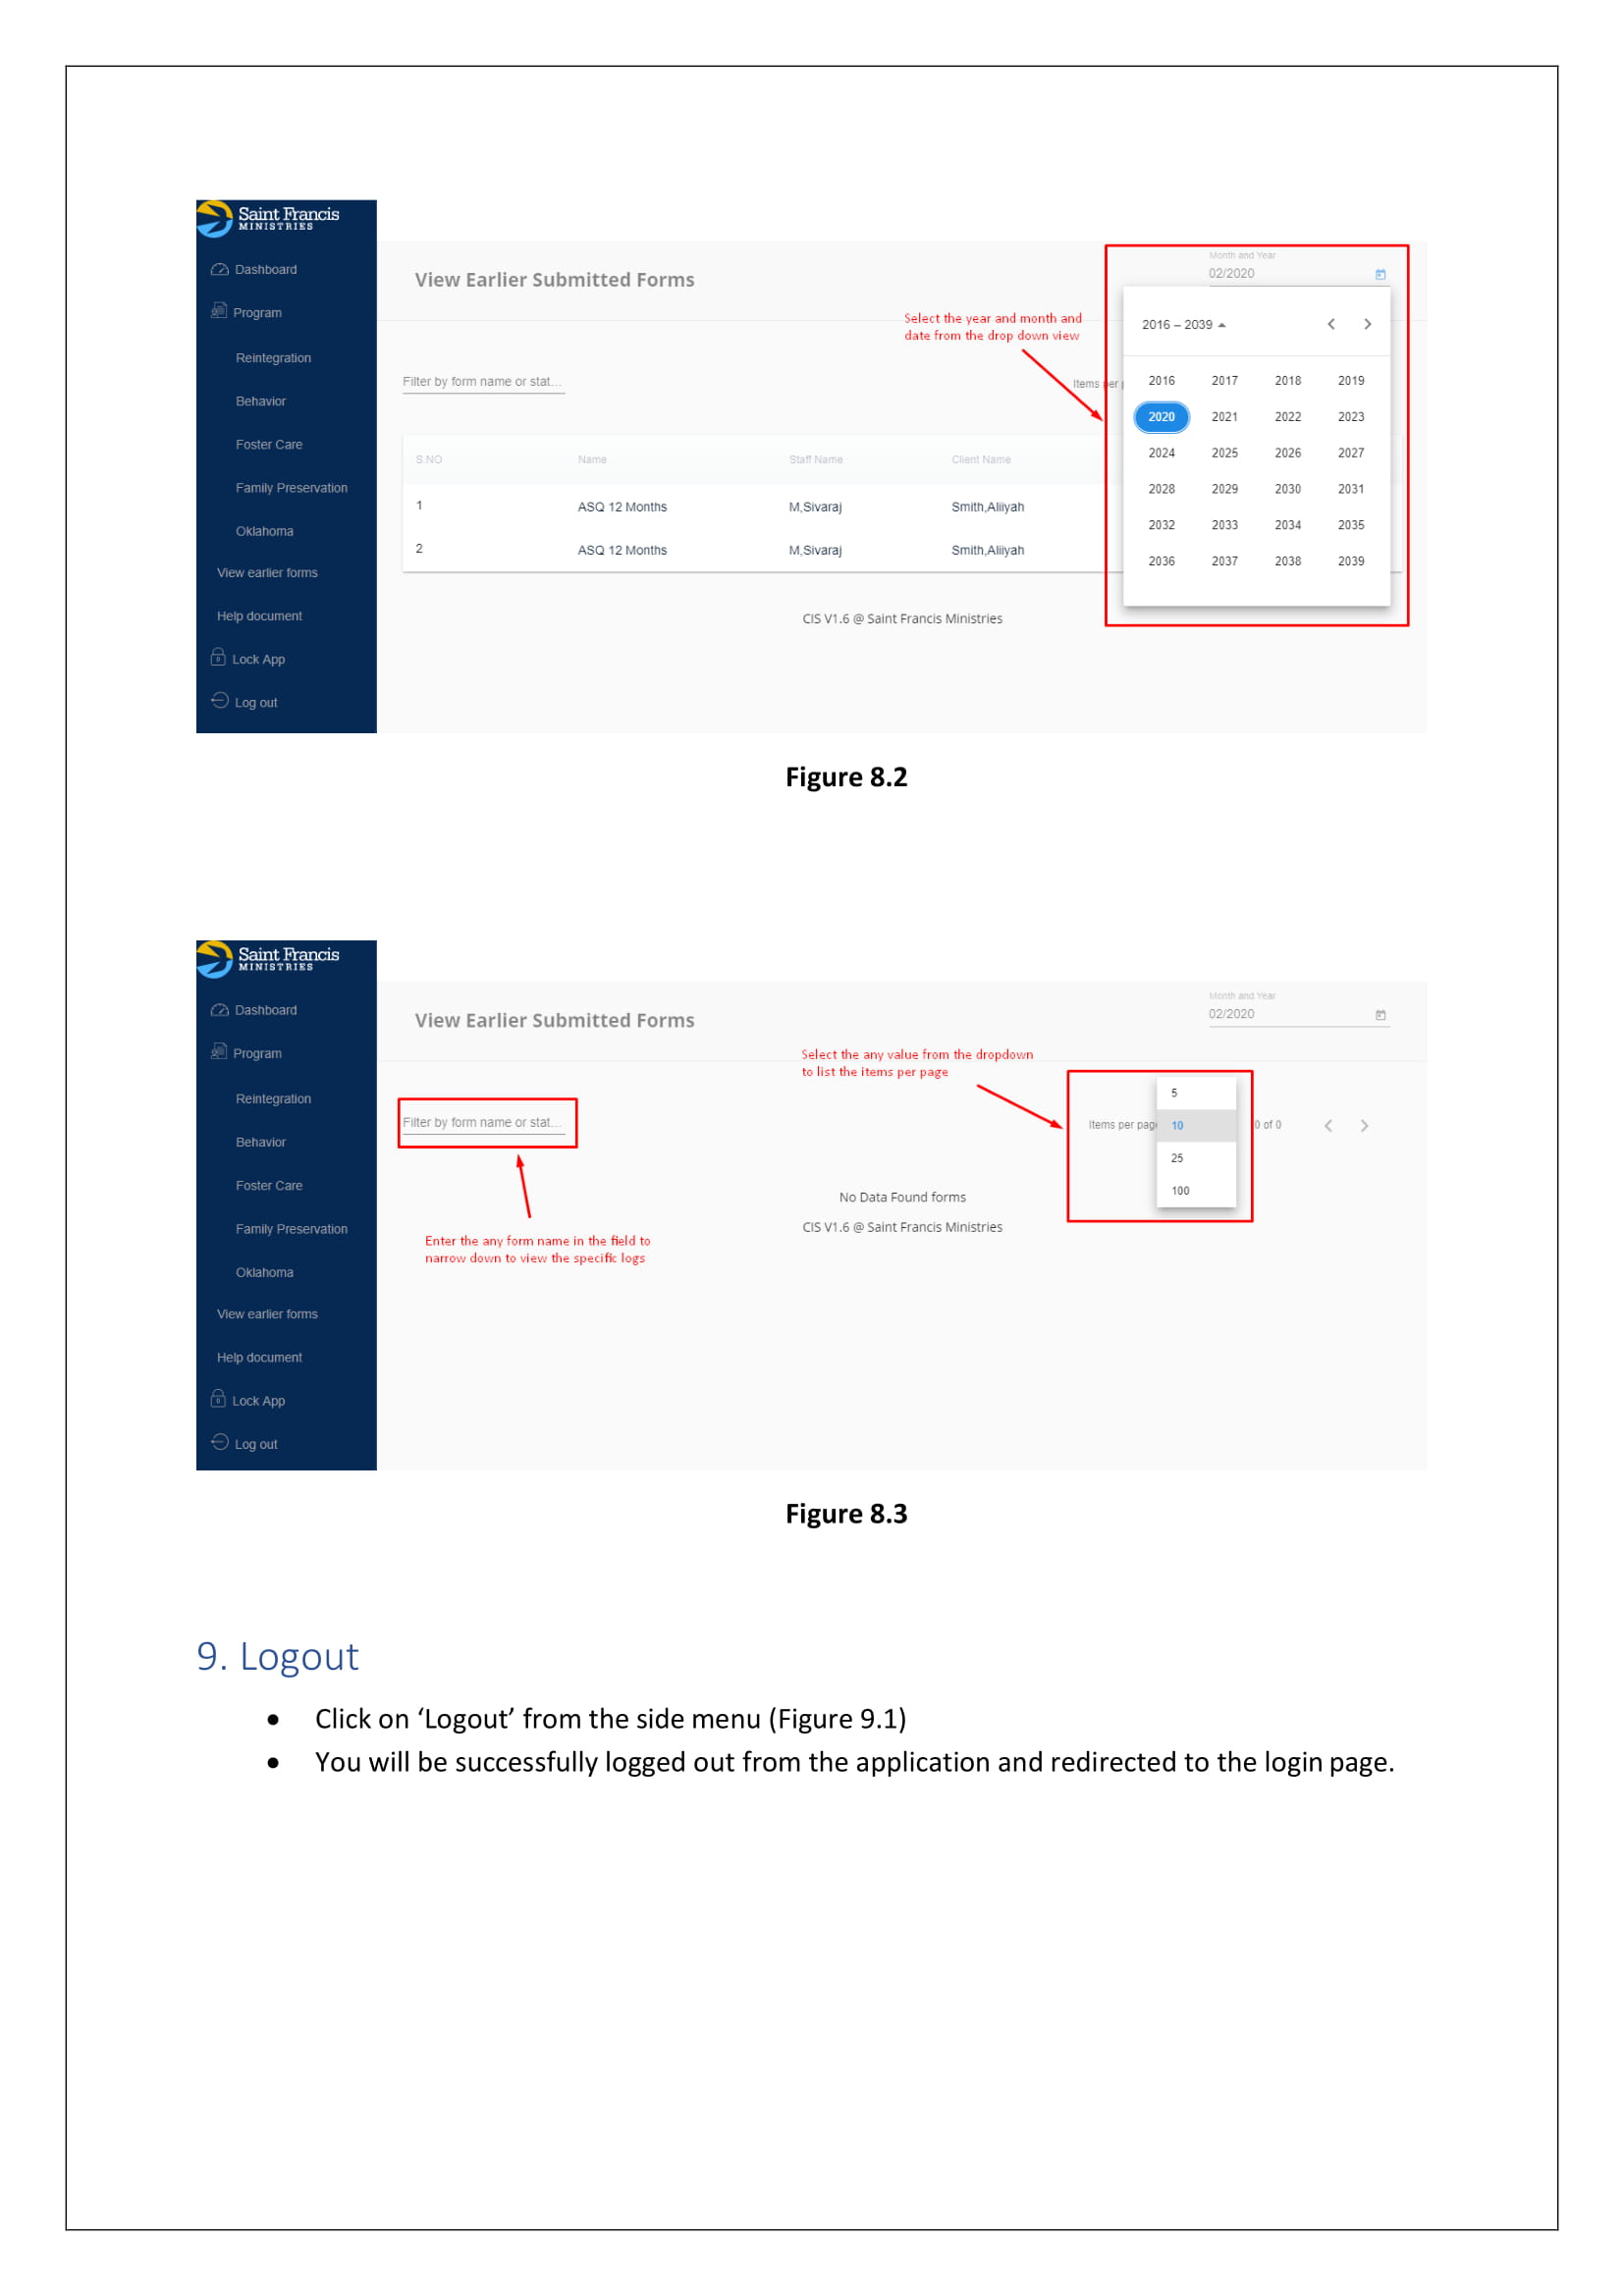 Saint Francis
MINISTRIES
Dashboard
Program
Reintegration
Behavior
Foster Care
Family Preservation
Oklahoma
View earlier forms
Help document
Lock App
Log out
View Earlier Submitted Forms
Month and Year
02/2020
Select the year and month and
date from the drop down view
2016 – 2039
Filter by form name or stat...
Items per
2016 2017 2018 2019
2020 2021 2022 2023
2024 2025 2026 2027
2028 2029 2030 2031
2032 2033 2034 2035
2036 2037 2038 2039
S.NO Name Staff Name Client Name
1 ASQ 12 Months M,Sivaraj Smith,Aliiyah
2 ASQ 12 Months M,Sivaraj Smith,Aliiyah
CIS V1.6 @ Saint Francis Ministries
Figure 8.2
Saint Francis
MINISTRIES
Dashboard
Program
Reintegration
Behavior
Foster Care
Family Preservation
Oklahoma
View earlier forms
Help document
Lock App
Log out
View Earlier Submitted Forms
Month and Year
02/2020
Select the any value from the dropdown
to list the items per page
Filter by form name or stat...
Items per pag
5
10
25
100
0 of 0
No Data Found forms
CIS V1.6 @ Saint Francis Ministries
Enter the any form name in the field to
narrow down to view the specific logs
Figure 8.3
9. Logout
• Click on ‘Logout’ from the side menu (Figure 9.1)
• You will be successfully logged out from the application and redirected to the login page.